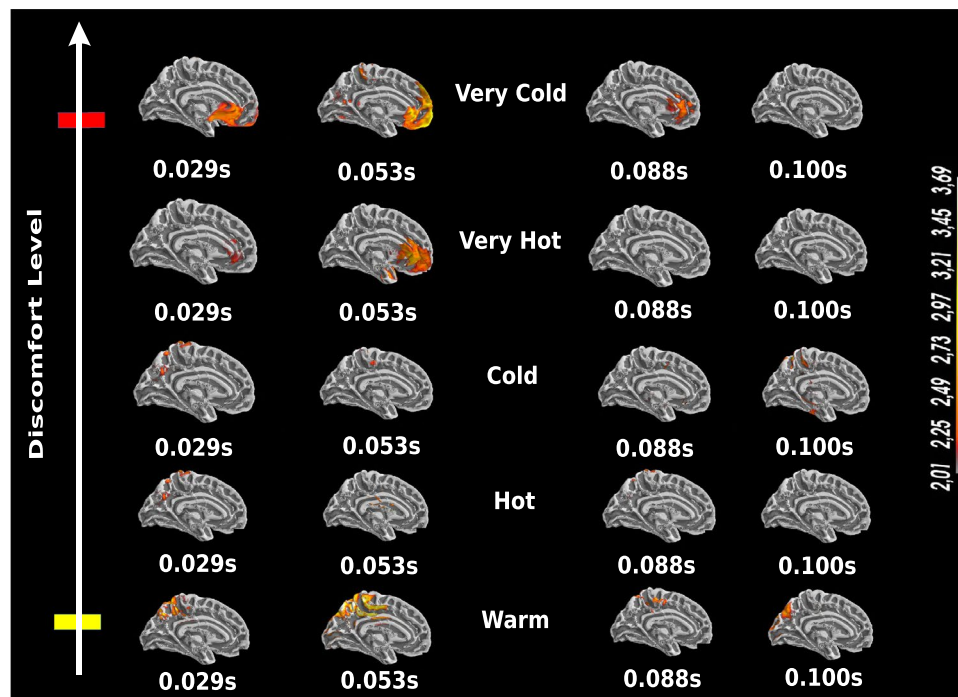 Discomfort Level
Very Cold
0.029s 0.053s 0.088s 0.100s
Very Hot
0.029s 0.053s 0.088s 0.100s
Cold
0.029s 0.053s 0.088s 0.100s
Hot
0.029s 0.053s 0.088s 0.100s
Warm
0.029s 0.053s 0.088s 0.100s
2,01 2,25 2,49 2,73 2,97 3,21 3,45 3,69